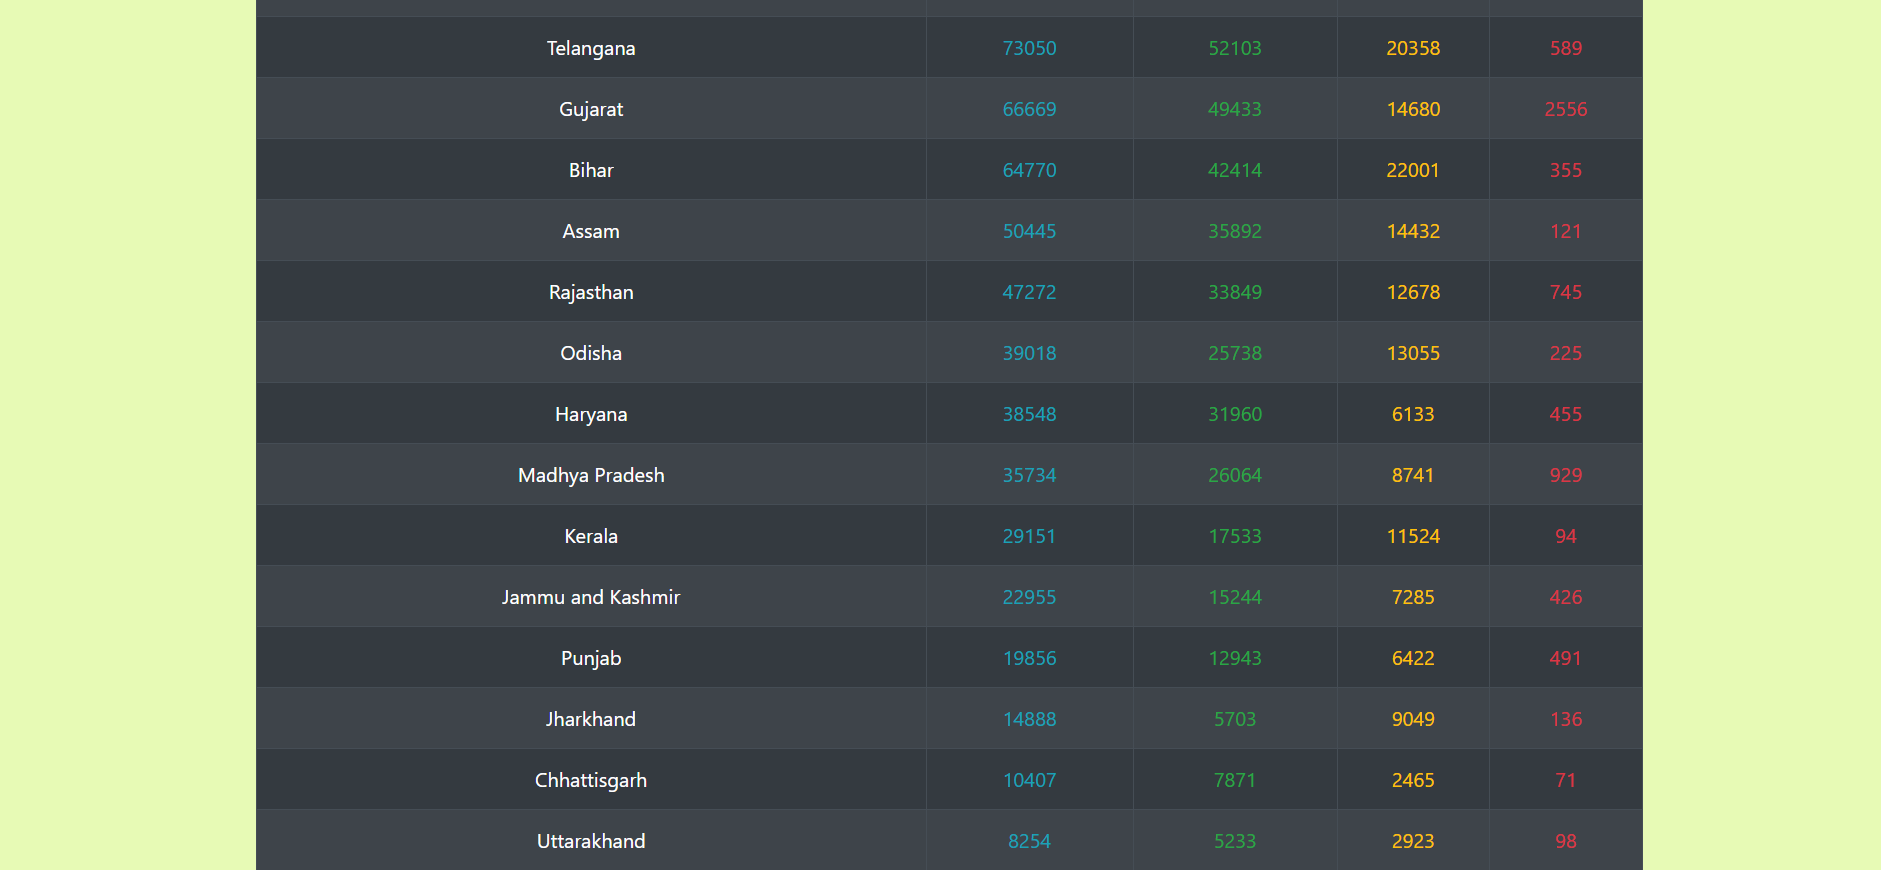 Telangana 73050 52103 20358 589
Gujarat 66669 49433 14680 2556
Bihar 64770 42414 22001 355
Assam 50445 35892 14432 121
Rajasthan 47272 33849 12678 745
Odisha 39018 25738 13055 225
Haryana 38548 31960 6133 455
Madhya Pradesh 35734 26064 8741 929
Kerala 29151 17533 11524 94
Jammu and Kashmir 22955 15244 7285 426
Punjab 19856 12943 6422 491
Jharkhand 14888 5703 9049 136
Chhattisgarh 10407 7871 2465 71
Uttarakhand 8254 5233 2923 98